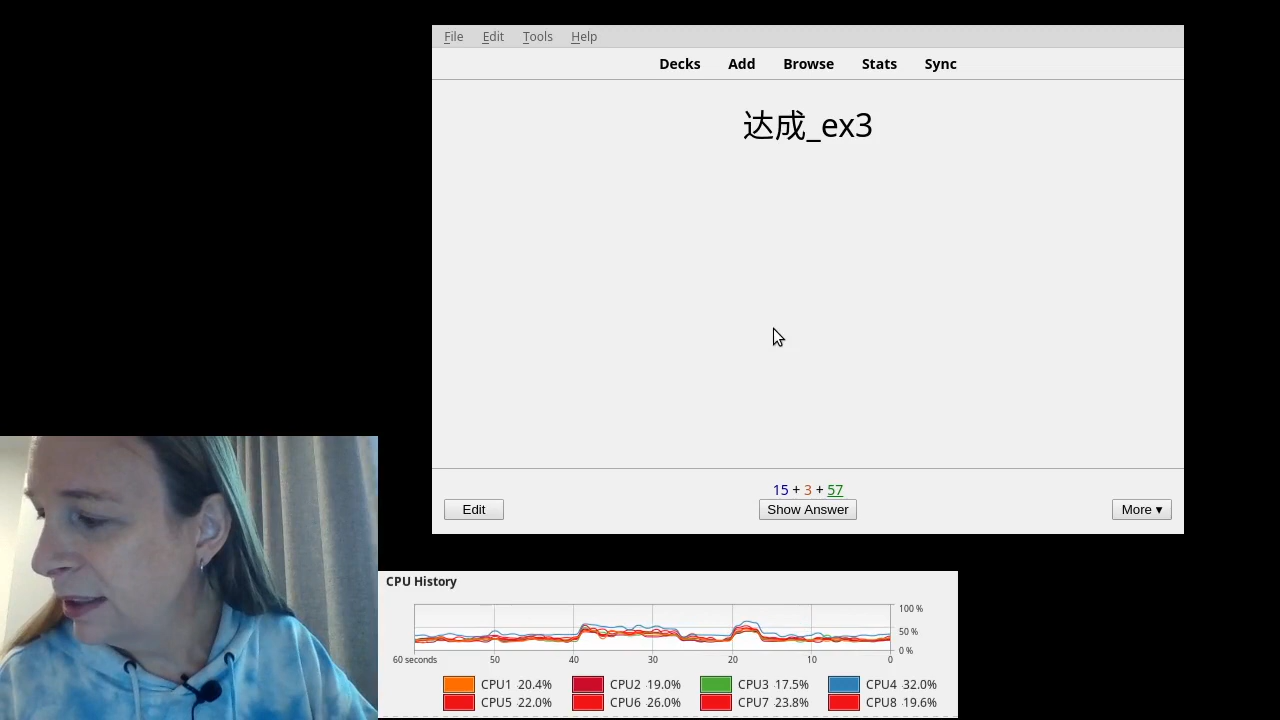 File Edit Tools Help
Decks Add Browse Stats Sync
达成_ex3
15 + 3 + 57
Edit Show Answer More ▾
CPU History
100 %
50 %
0 %
60 seconds 50 40 30 20 10 0
CPU1 20.4% CPU2 19.0% CPU3 17.5% CPU4 32.0%
CPU5 22.0% CPU6 26.0% CPU7 23.8% CPU8 19.6%